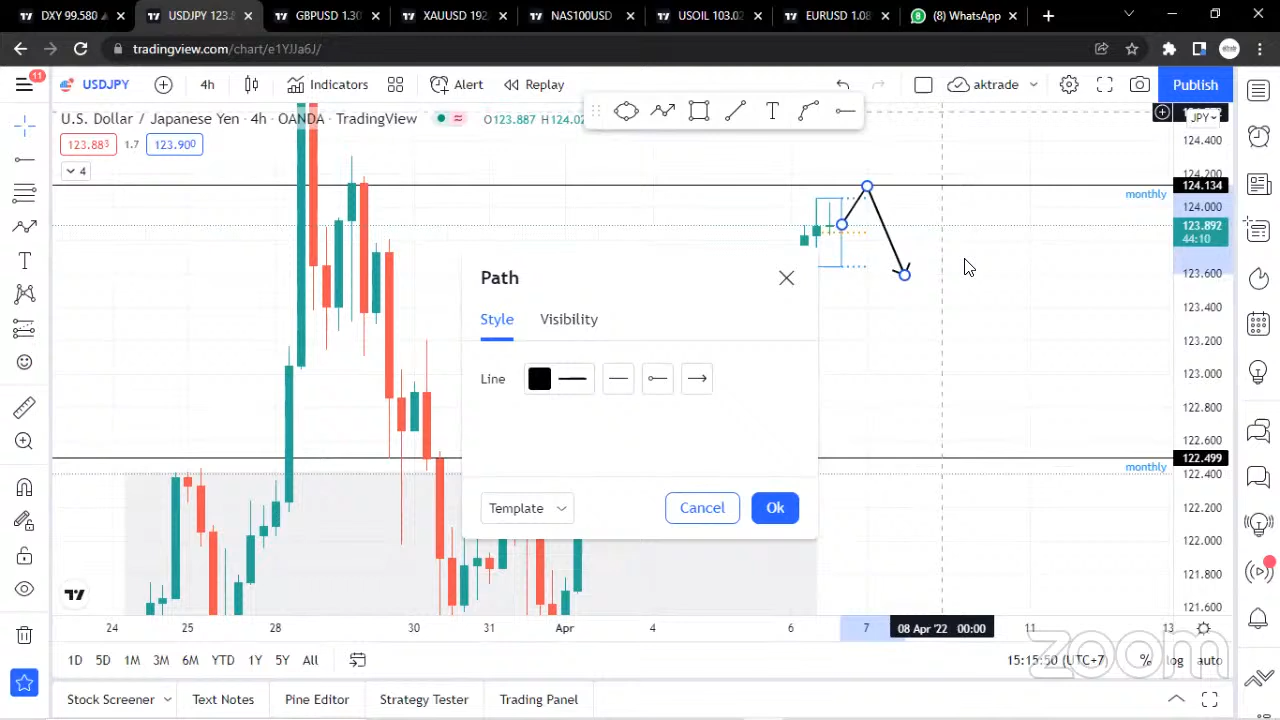 DXY 99.580
USDJPY 123.8
GBPUSD 1.30
XAUUSD 192
NAS100USD
USOIL 103.02
EURUSD 1.08
(8) WhatsApp
tradingview.com/chart/e1YJJa6J/
11
USDJPY
4h
Indicators
Alert
Replay
aktrade
Publish
U.S. Dollar / Japanese Yen · 4h · OANDA · TradingView
O123.887 H124.02
JPY
123.883
1.7
123.900
4
124.400
124.200
124.134
monthly
124.000
123.892
44:10
123.600
123.400
123.200
123.000
122.800
122.600
122.499
monthly
122.400
122.200
122.000
121.800
121.600
Path
Style
Visibility
Line
Template
Cancel
Ok
24
25
28
30
31
Apr
4
6
7
08 Apr '22 00:00
11
13
1D
5D
1M
3M
6M
YTD
1Y
5Y
All
15:15:50 (UTC+7)
%
log
auto
zoom
Stock Screener
Text Notes
Pine Editor
Strategy Tester
Trading Panel